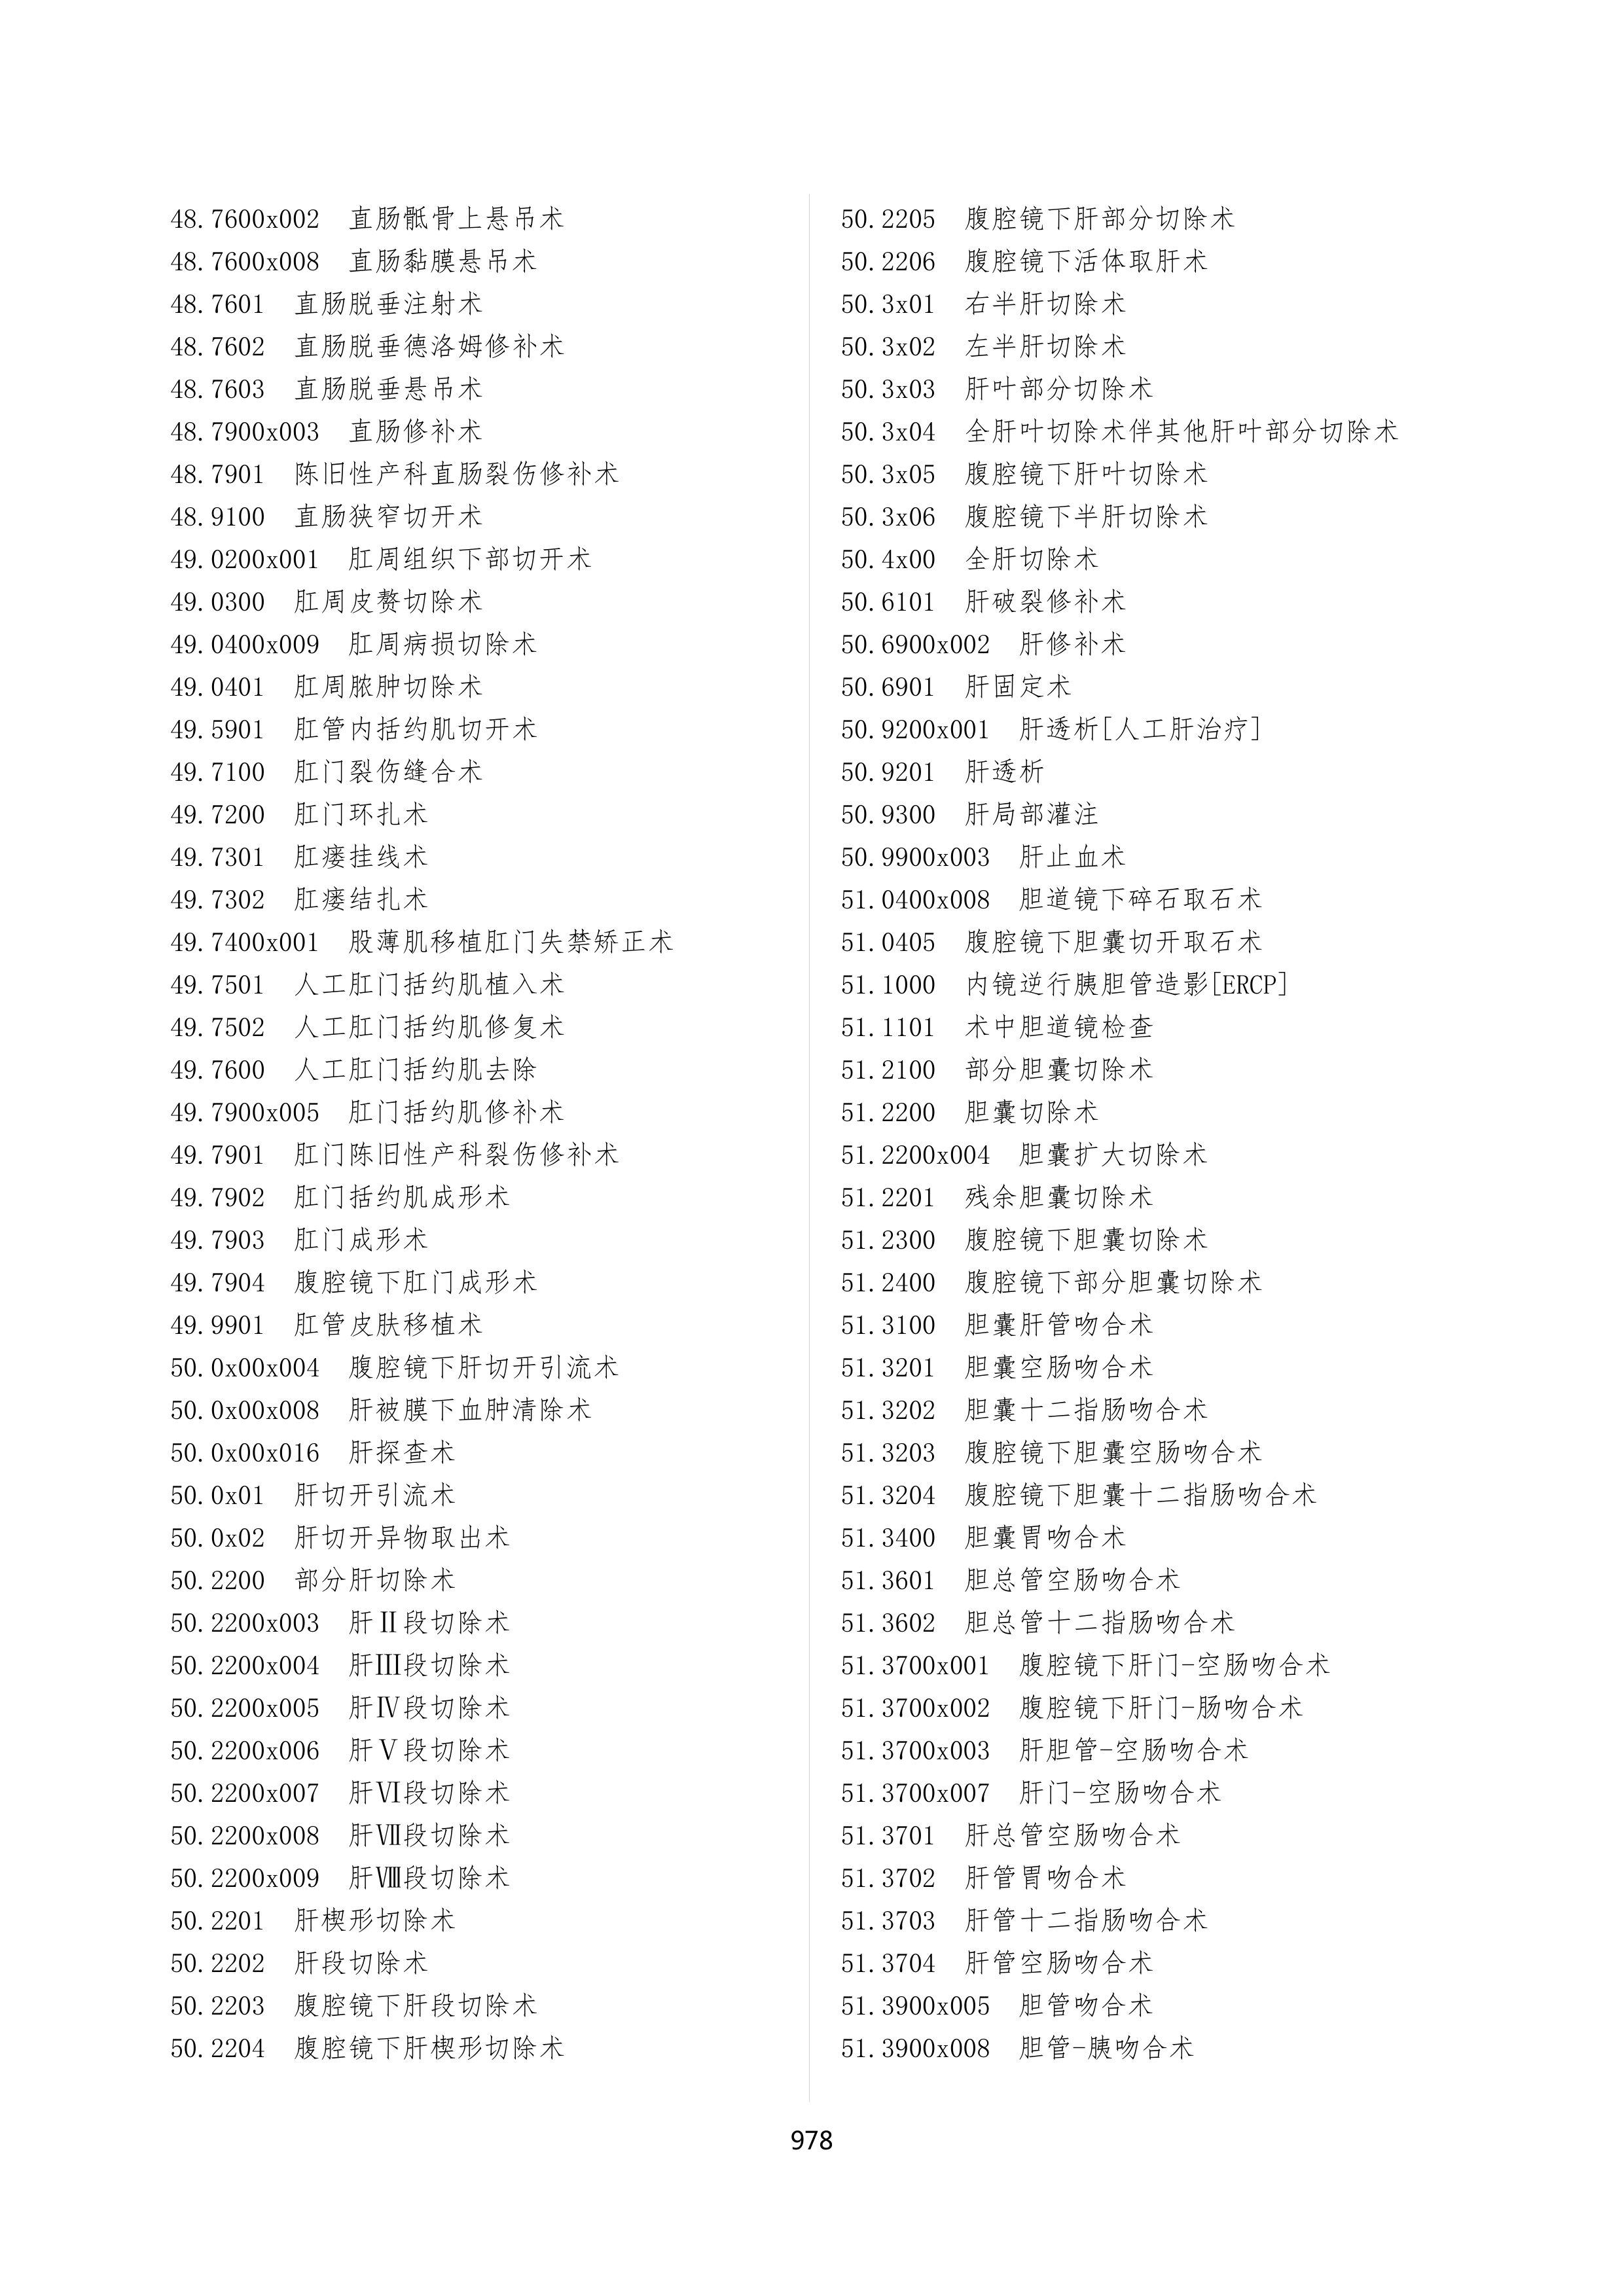 48.7600x002 直肠骶骨上悬吊术
48.7600x008 直肠黏膜悬吊术
48.7601 直肠脱垂注射术
48.7602 直肠脱垂德洛姆修补术
48.7603 直肠脱垂悬吊术
48.7900x003 直肠修补术
48.7901 陈旧性产科直肠裂伤修补术
48.9100 直肠狭窄切开术
49.0200x001 肛周组织下部切开术
49.0300 肛周皮赘切除术
49.0400x009 肛周病损切除术
49.0401 肛周脓肿切除术
49.5901 肛管内括约肌切开术
49.7100 肛门裂伤缝合术
49.7200 肛门环扎术
49.7301 肛瘘挂线术
49.7302 肛瘘结扎术
49.7400x001 股薄肌移植肛门失禁矫正术
49.7501 人工肛门括约肌植入术
49.7502 人工肛门括约肌修复术
49.7600 人工肛门括约肌去除
49.7900x005 肛门括约肌修补术
49.7901 肛门陈旧性产科裂伤修补术
49.7902 肛门括约肌成形术
49.7903 肛门成形术
49.7904 腹腔镜下肛门成形术
49.9901 肛管皮肤移植术
50.0x00x004 腹腔镜下肝切开引流术
50.0x00x008 肝被膜下血肿清除术
50.0x00x016 肝探查术
50.0x01 肝切开引流术
50.0x02 肝切开异物取出术
50.2200 部分肝切除术
50.2200x003 肝Ⅱ段切除术
50.2200x004 肝Ⅲ段切除术
50.2200x005 肝Ⅳ段切除术
50.2200x006 肝Ⅴ段切除术
50.2200x007 肝Ⅵ段切除术
50.2200x008 肝Ⅶ段切除术
50.2200x009 肝Ⅷ段切除术
50.2201 肝楔形切除术
50.2202 肝段切除术
50.2203 腹腔镜下肝段切除术
50.2204 腹腔镜下肝楔形切除术
50.2205 腹腔镜下肝部分切除术
50.2206 腹腔镜下活体取肝术
50.3x01 右半肝切除术
50.3x02 左半肝切除术
50.3x03 肝叶部分切除术
50.3x04 全肝叶切除术伴其他肝叶部分切除术
50.3x05 腹腔镜下肝叶切除术
50.3x06 腹腔镜下半肝切除术
50.4x00 全肝切除术
50.6101 肝破裂修补术
50.6900x002 肝修补术
50.6901 肝固定术
50.9200x001 肝透析[人工肝治疗]
50.9201 肝透析
50.9300 肝局部灌注
50.9900x003 肝止血术
51.0400x008 胆道镜下碎石取石术
51.0405 腹腔镜下胆囊切开取石术
51.1000 内镜逆行胰胆管造影[ERCP]
51.1101 术中胆道镜检查
51.2100 部分胆囊切除术
51.2200 胆囊切除术
51.2200x004 胆囊扩大切除术
51.2201 残余胆囊切除术
51.2300 腹腔镜下胆囊切除术
51.2400 腹腔镜下部分胆囊切除术
51.3100 胆囊肝管吻合术
51.3201 胆囊空肠吻合术
51.3202 胆囊十二指肠吻合术
51.3203 腹腔镜下胆囊空肠吻合术
51.3204 腹腔镜下胆囊十二指肠吻合术
51.3400 胆囊胃吻合术
51.3601 胆总管空肠吻合术
51.3602 胆总管十二指肠吻合术
51.3700x001 腹腔镜下肝门-空肠吻合术
51.3700x002 腹腔镜下肝门-肠吻合术
51.3700x003 肝胆管-空肠吻合术
51.3700x007 肝门-空肠吻合术
51.3701 肝总管空肠吻合术
51.3702 肝管胃吻合术
51.3703 肝管十二指肠吻合术
51.3704 肝管空肠吻合术
51.3900x005 胆管吻合术
51.3900x008 胆管-胰吻合术
978